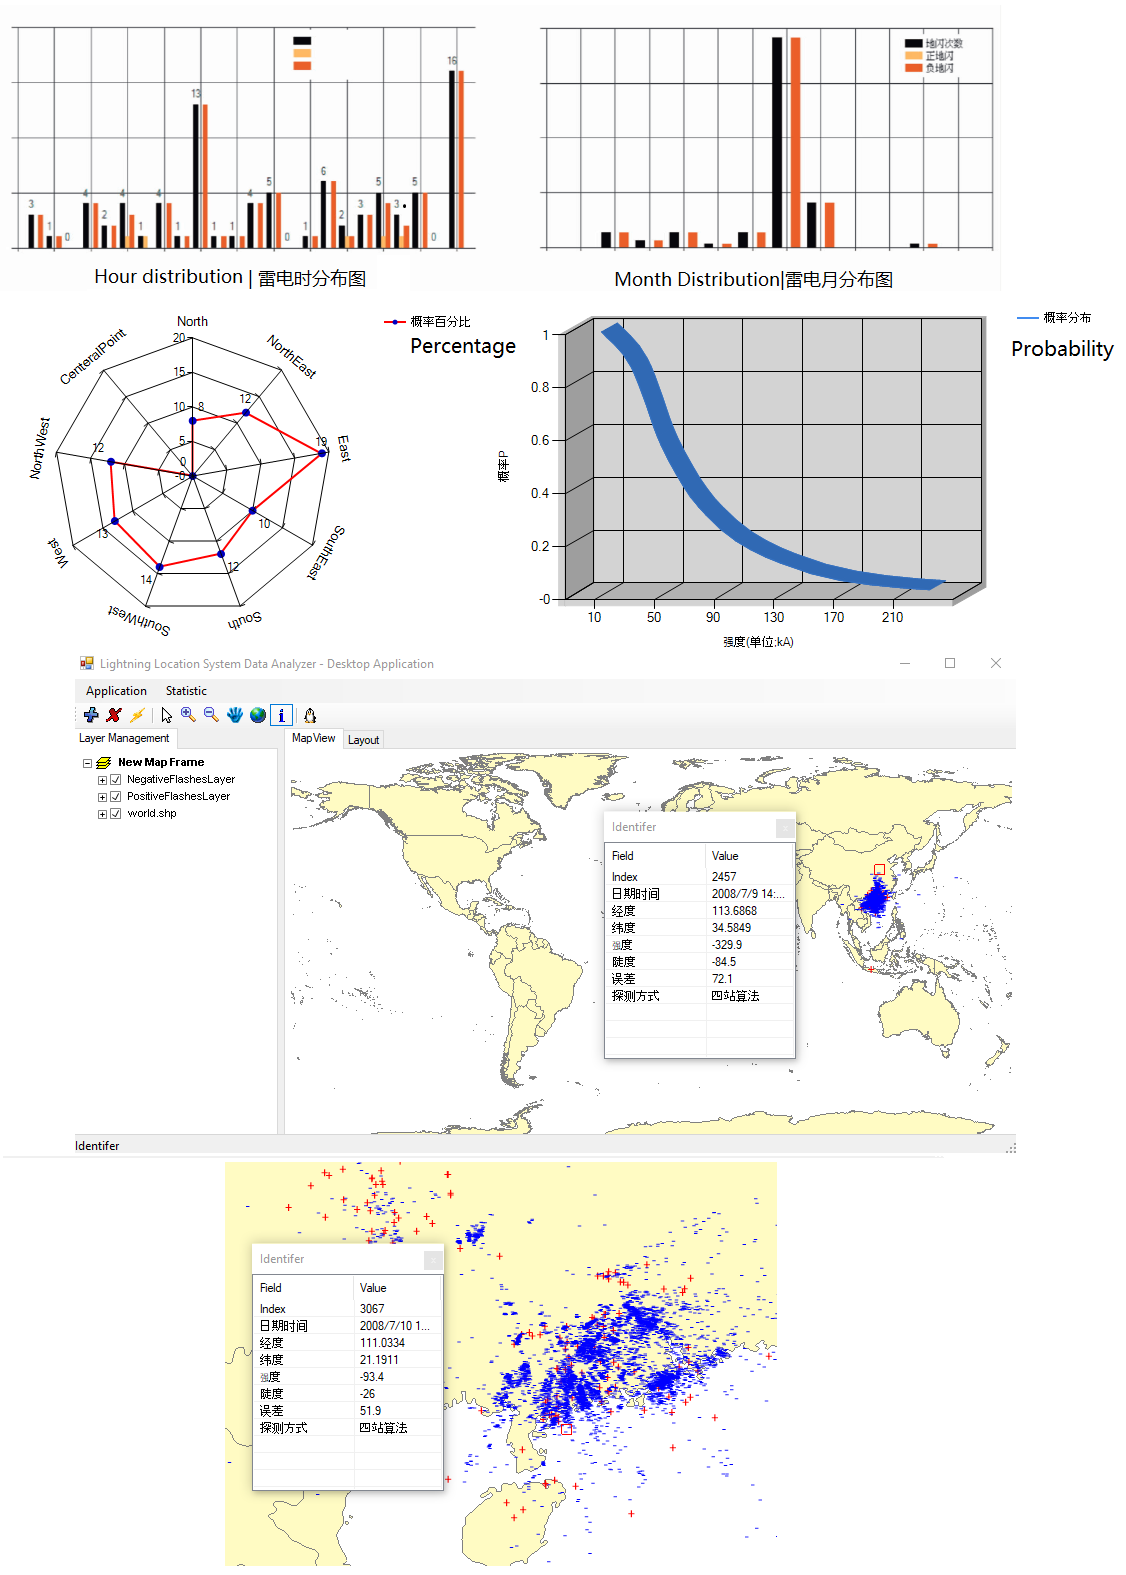 16
13
3
1
0
4
2
4
1
4
1
1
1
4
5
0
1
6
2
3
5
3
5
0
Hour distribution | 雷电时分布图
地闪次数
正地闪
负地闪
Month Distribution|雷电月分布图
North
NorthEast
East
SouthEast
South
SouthWest
West
NorthWest
CenteralPoint
20
15
10
5
0
-0
8
12
19
10
12
14
13
12
概率百分比
Percentage
概率分布
Probability
概率P
1
0.8
0.6
0.4
0.2
-0
10 50 90 130 170 210
强度(单位:kA)
Lightning Location System Data Analyzer - Desktop Application
Application Statistic
Layer Management
MapView Layout
New Map Frame
NegativeFlashesLayer
PositiveFlashesLayer
world.shp
Identifer
Field Value
Index 2457
日期时间 2008/7/9 14:...
经度 113.6868
纬度 34.5849
强度 -329.9
陡度 -84.5
误差 72.1
探测方式 四站算法
Identifer
Identifer
Field Value
Index 3067
日期时间 2008/7/10 1...
经度 111.0334
纬度 21.1911
强度 -93.4
陡度 -26
误差 51.9
探测方式 四站算法